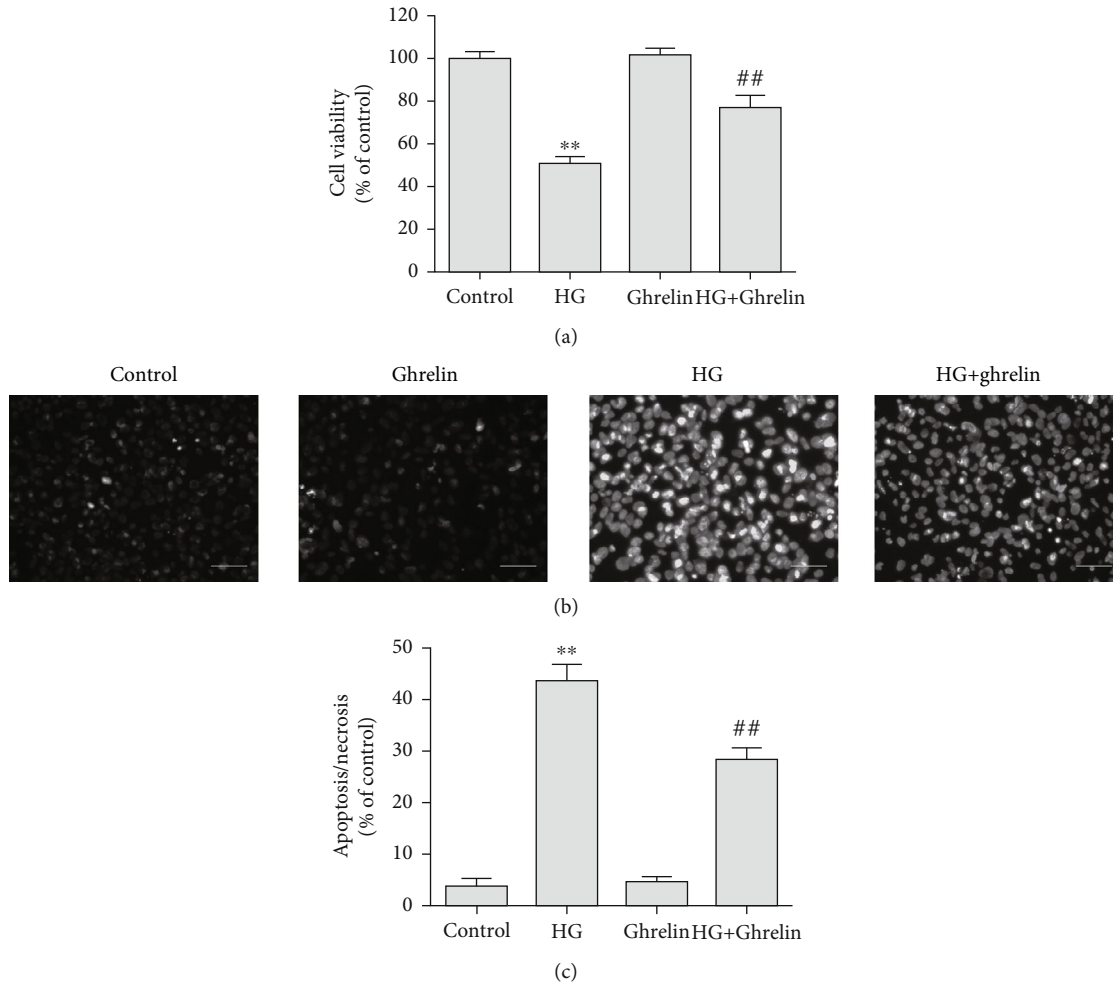 120
100
80
60
40
20
0
Cell viability
(% of control)
**
##
Control HG Ghrelin HG+Ghrelin
(a)
Control Ghrelin HG HG+ghrelin
(b)
50
40
30
20
10
0
Apoptosis/necrosis
(% of control)
**
##
Control HG Ghrelin HG+Ghrelin
(c)